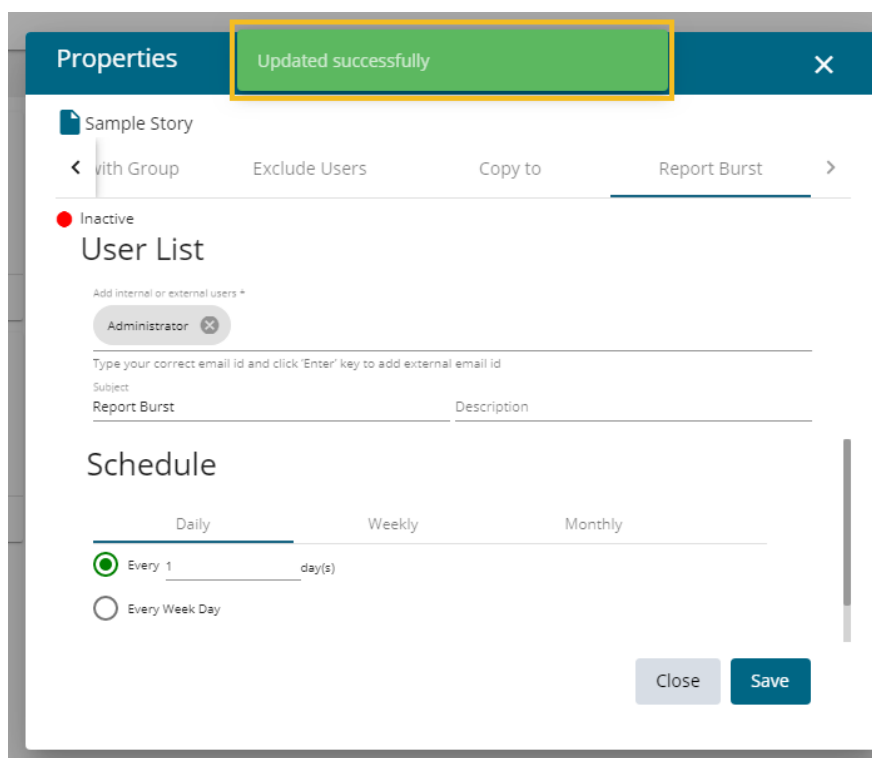 Properties
Updated successfully
Sample Story
with Group Exclude Users Copy to Report Burst
Inactive
User List
Add internal or external users *
Administrator
Type your correct email id and click 'Enter' key to add external email id
Subject
Report Burst Description
Schedule
Daily Weekly Monthly
Every 1 day(s)
Every Week Day
Close Save